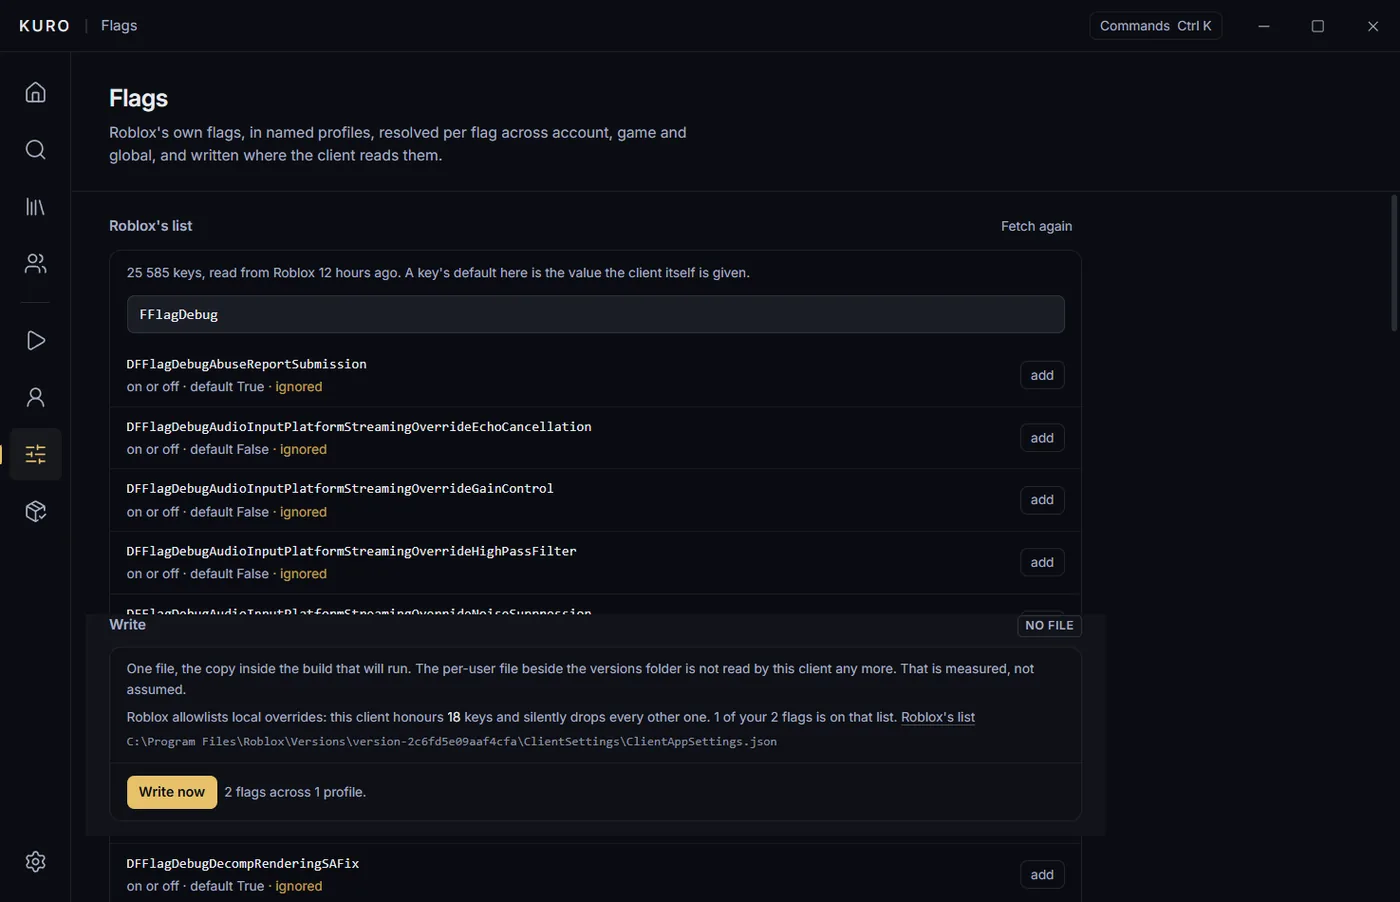 KURO
Flags
Commands Ctrl K
Flags
Roblox's own flags, in named profiles, resolved per flag across account, game and
global, and written where the client reads them.
Roblox's list
Fetch again
25 585 keys, read from Roblox 12 hours ago. A key's default here is the value the client itself is given.
FFlagDebug
DFFlagDebugAbuseReportSubmission
on or off · default True · ignored
add
DFFlagDebugAudioInputPlatformStreamingOverrideEchoCancellation
on or off · default False · ignored
add
DFFlagDebugAudioInputPlatformStreamingOverrideGainControl
on or off · default False · ignored
add
DFFlagDebugAudioInputPlatformStreamingOverrideHighPassFilter
on or off · default False · ignored
add
DFFlagDebugAudioInputPlatformStreamingOverrideNoiseSuppression
Write
NO FILE
One file, the copy inside the build that will run. The per-user file beside the versions folder is not read by this client any more. That is measured, not
assumed.
Roblox allowlists local overrides: this client honours 18 keys and silently drops every other one. 1 of your 2 flags is on that list. Roblox's list
C:\Program Files\Roblox\Versions\version-2c6fd5e09aaf4cfa\ClientSettings\ClientAppSettings.json
Write now
2 flags across 1 profile.
DFFlagDebugDecompRenderingSAFix
on or off · default True · ignored
add